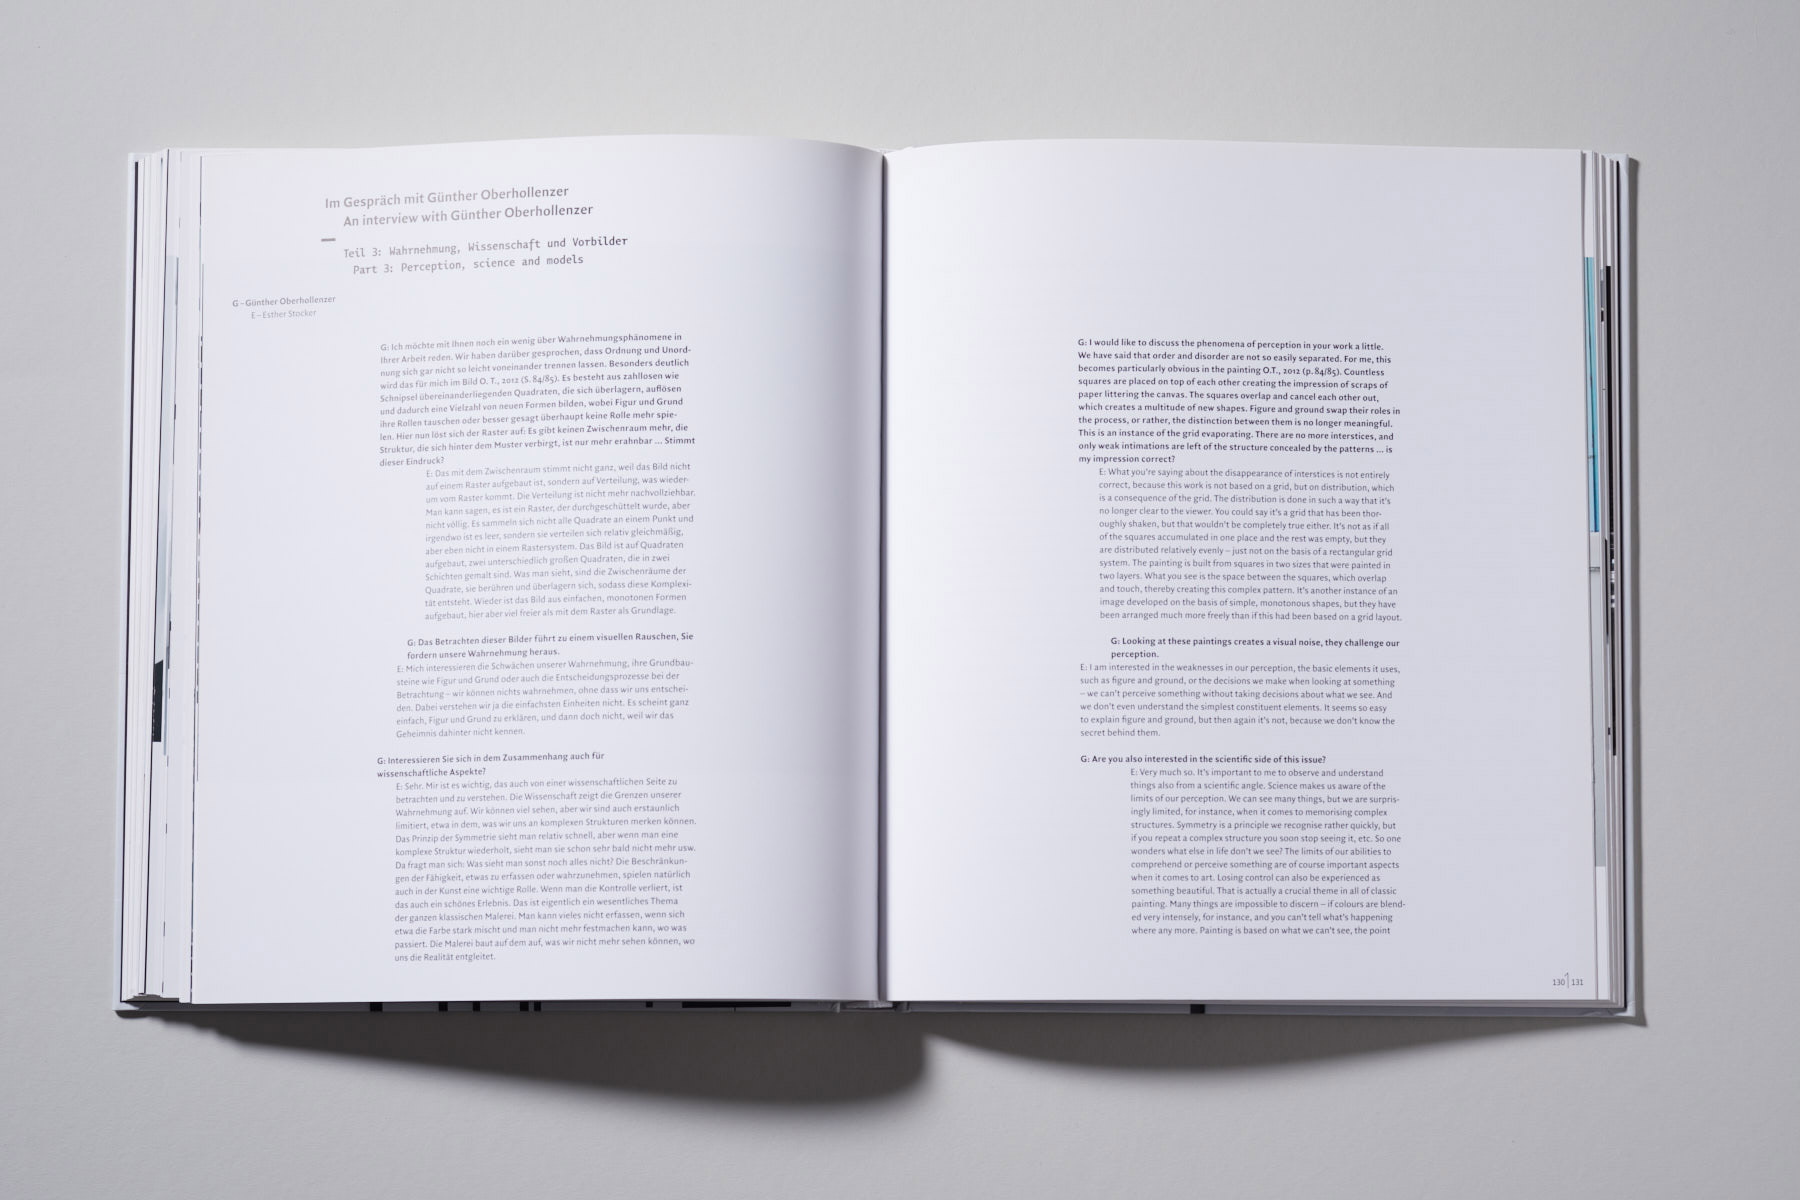 Im Gespräch mit Günther Oberhollenzer
An interview with Günther Oberhollenzer
—
Teil 3: Wahrnehmung, Wissenschaft und Vorbilder
Part 3: Perception, science and models
G – Günther Oberhollenzer
E – Esther Stocker
G: Ich möchte mit Ihnen noch ein wenig über Wahrnehmungsphänomene in
Ihrer Arbeit reden. Wir haben darüber gesprochen, dass Ordnung und Unord-
nung sich gar nicht so leicht voneinander trennen lassen. Besonders deutlich
wird das für mich im Bild O. T., 2012 (S. 84/85). Es besteht aus zahllosen wie
Schnipsel übereinanderliegenden Quadraten, die sich überlagern, auflösen
und dadurch eine Vielzahl von neuen Formen bilden, wobei Figur und Grund
ihre Rollen tauschen oder besser gesagt überhaupt keine Rolle mehr spie-
len. Hier nun löst sich der Raster auf: Es gibt keinen Zwischenraum mehr, die
Struktur, die sich hinter dem Muster verbirgt, ist nur mehr erahnbar ... Stimmt
dieser Eindruck?
E: Das mit dem Zwischenraum stimmt nicht ganz, weil das Bild nicht
auf einem Raster aufgebaut ist, sondern auf Verteilung, was wieder-
um vom Raster kommt. Die Verteilung ist nicht mehr nachvollziehbar.
Man kann sagen, es ist ein Raster, der durchgeschüttelt wurde, aber
nicht völlig. Es sammeln sich nicht alle Quadrate an einem Punkt und
irgendwo ist es leer, sondern sie verteilen sich relativ gleichmäßig,
aber eben nicht in einem Rastersystem. Das Bild ist auf Quadraten
aufgebaut, zwei unterschiedlich großen Quadraten, die in zwei
Schichten gemalt sind. Was man sieht, sind die Zwischenräume der
Quadrate, sie berühren und überlagern sich, sodass diese Komplexi-
tät entsteht. Wieder ist das Bild aus einfachen, monotonen Formen
aufgebaut, hier aber viel freier als mit dem Raster als Grundlage.
G: Das Betrachten dieser Bilder führt zu einem visuellen Rauschen, Sie
fordern unsere Wahrnehmung heraus.
E: Mich interessieren die Schwächen unserer Wahrnehmung, ihre Grundbau-
steine wie Figur und Grund oder auch die Entscheidungsprozesse bei der
Betrachtung – wir können nichts wahrnehmen, ohne dass wir uns entschei-
den. Dabei verstehen wir ja die einfachsten Einheiten nicht. Es scheint ganz
einfach, Figur und Grund zu erklären, und dann doch nicht, weil wir das
Geheimnis dahinter nicht kennen.
G: Interessieren Sie sich in dem Zusammenhang auch für
wissenschaftliche Aspekte?
E: Sehr. Mir ist es wichtig, das auch von einer wissenschaftlichen Seite zu
betrachten und zu verstehen. Die Wissenschaft zeigt die Grenzen unserer
Wahrnehmung auf. Wir können viel sehen, aber wir sind auch erstaunlich
limitiert, etwa in dem, was wir uns an komplexen Strukturen merken können.
Das Prinzip der Symmetrie sieht man relativ schnell, aber wenn man eine
komplexe Struktur wiederholt, sieht man sie schon sehr bald nicht mehr usw.
Da fragt man sich: Was sieht man sonst noch alles nicht? Die Beschränkun-
gen der Fähigkeit, etwas zu erfassen oder wahrzunehmen, spielen natürlich
auch in der Kunst eine wichtige Rolle. Wenn man die Kontrolle verliert, ist
das auch ein schönes Erlebnis. Das ist eigentlich ein wesentliches Thema
der ganzen klassischen Malerei. Man kann vieles nicht erfassen, wenn sich
etwa die Farbe stark mischt und man nicht mehr festmachen kann, wo was
passiert. Die Malerei baut auf dem auf, was wir nicht mehr sehen können, wo
uns die Realität entgleitet.
G: I would like to discuss the phenomena of perception in your work a little.
We have said that order and disorder are not so easily separated. For me, this
becomes particularly obvious in the painting O.T., 2012 (p. 84/85). Countless
squares are placed on top of each other creating the impression of scraps of
paper littering the canvas. The squares overlap and cancel each other out,
which creates a multitude of new shapes. Figure and ground swap their roles in
the process, or rather, the distinction between them is no longer meaningful.
This is an instance of the grid evaporating. There are no more interstices, and
only weak intimations are left of the structure concealed by the patterns ... is
my impression correct?
E: What you're saying about the disappearance of interstices is not entirely
correct, because this work is not based on a grid, but on distribution, which
is a consequence of the grid. The distribution is done in such a way that it's
no longer clear to the viewer. You could say it's a grid that has been thor-
oughly shaken, but that wouldn't be completely true either. It's not as if all
of the squares accumulated in one place and the rest was empty, but they
are distributed relatively evenly – just not on the basis of a rectangular grid
system. The painting is built from squares in two sizes that were painted in
two layers. What you see is the space between the squares, which overlap
and touch, thereby creating this complex pattern. It's another instance of an
image developed on the basis of simple, monotonous shapes, but they have
been arranged much more freely than if this had been based on a grid layout.
G: Looking at these paintings creates a visual noise, they challenge our
perception.
E: I am interested in the weaknesses in our perception, the basic elements it uses,
such as figure and ground, or the decisions we make when looking at something
– we can't perceive something without taking decisions about what we see. And
we don't even understand the simplest constituent elements. It seems so easy
to explain figure and ground, but then again it's not, because we don't know the
secret behind them.
G: Are you also interested in the scientific side of this issue?
E: Very much so. It's important to me to observe and understand
things also from a scientific angle. Science makes us aware of the
limits of our perception. We can see many things, but we are surpris-
ingly limited, for instance, when it comes to memorising complex
structures. Symmetry is a principle we recognise rather quickly, but
if you repeat a complex structure you soon stop seeing it, etc. So one
wonders what else in life don't we see? The limits of our abilities to
comprehend or perceive something are of course important aspects
when it comes to art. Losing control can also be experienced as
something beautiful. That is actually a crucial theme in all of classic
painting. Many things are impossible to discern – if colours are blend-
ed very intensely, for instance, and you can't tell what's happening
where any more. Painting is based on what we can't see, the point
130 | 131